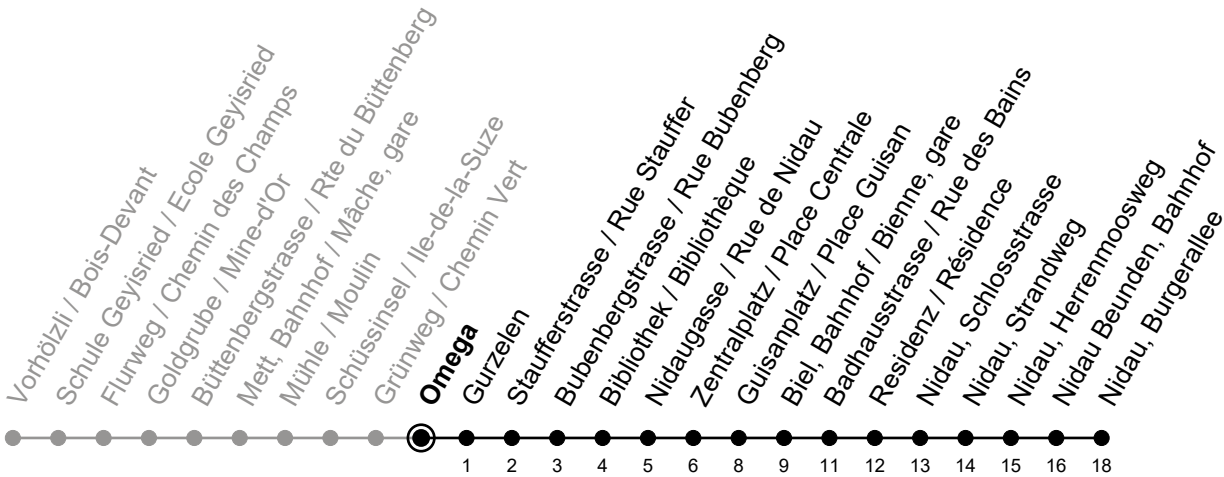 Vorhölzli / Bois-Devant
Schule Geyisried / Ecole Geyisried
Flurweg / Chemin des Champs
Goldgrube / Mine-d'Or
Büttenbergstrasse / Rte du Büttenberg
Mett, Bahnhof / Mâche, gare
Mühle / Moulin
Schüssinsel / Ile-de-la-Suze
Grünweg / Chemin Vert
Omega
Gurzelen
Staufferstrasse / Rue Stauffer
Bubenbergstrasse / Rue Bubenberg
Bibliothek / Bibliothèque
Nidaugasse / Rue de Nidau
Zentralplatz / Place Centrale
Guisanplatz / Place Guisan
Biel, Bahnhof / Bienne, gare
Badhausstrasse / Rue des Bains
Residenz / Résidence
Nidau, Schlossstrasse
Nidau, Strandweg
Nidau, Herrenmoosweg
Nidau Beunden, Bahnhof
Nidau, Burgerallee
1 2 3 4 5 6 8 9 11 12 13 14 15 16 18